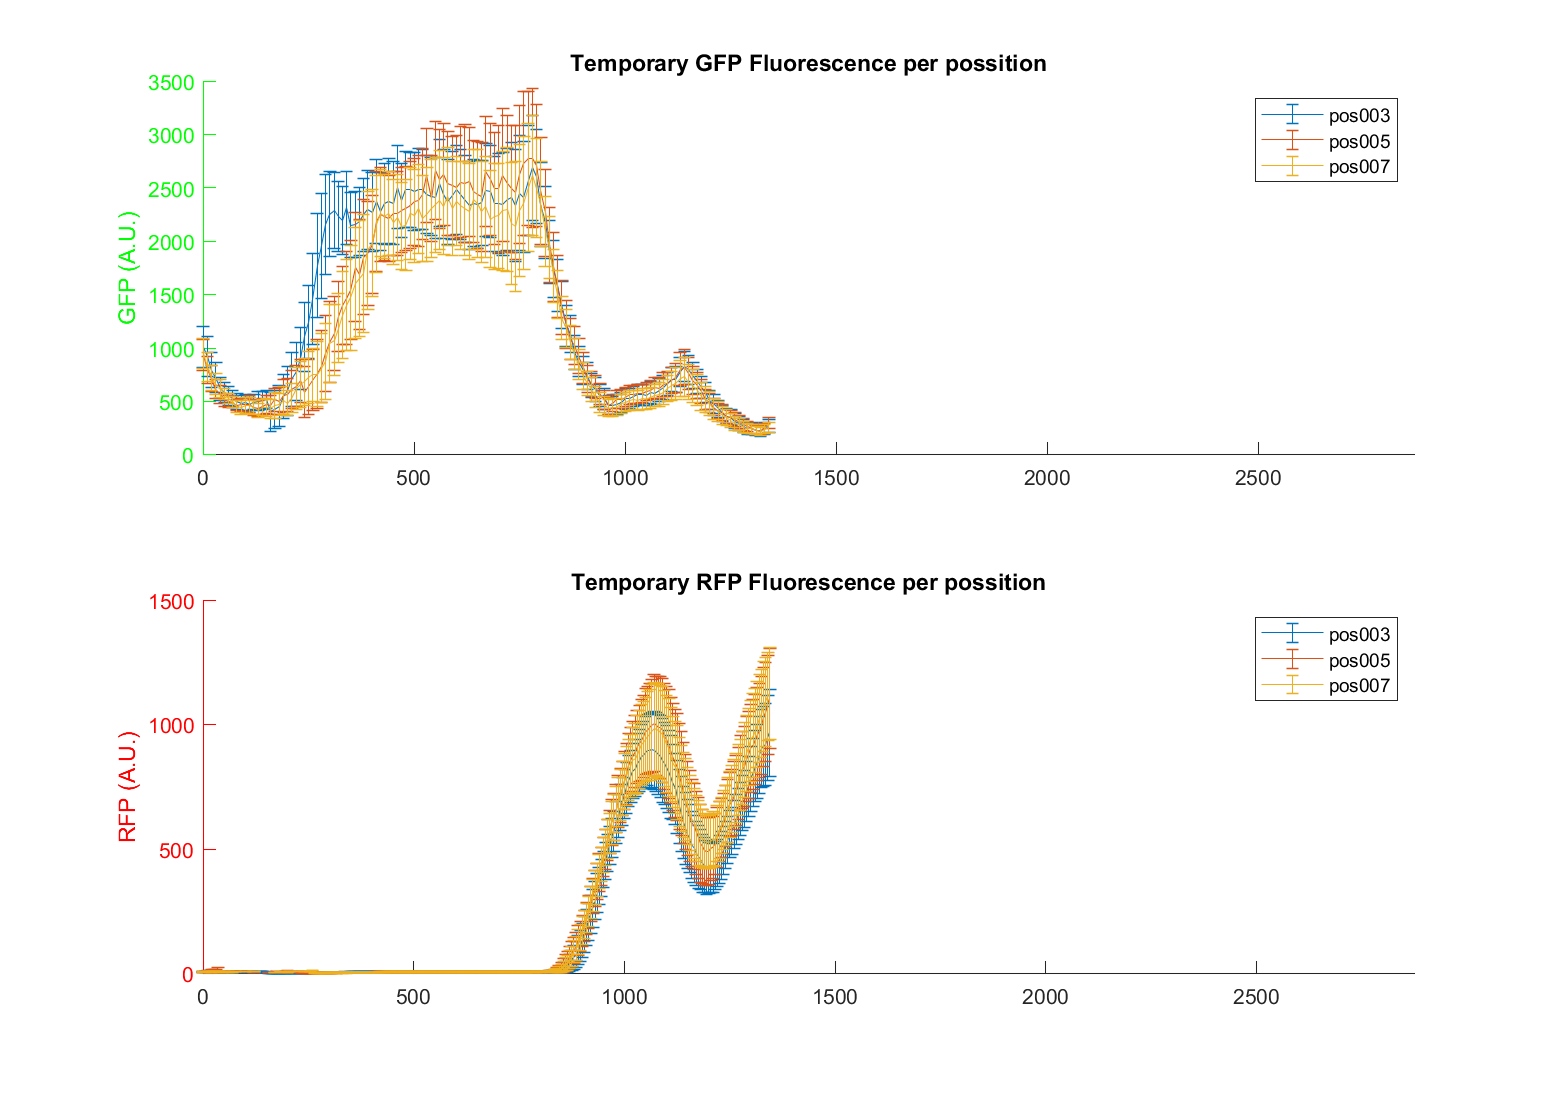 Temporary GFP Fluorescence per possition
3500
3000
2500
2000
1500
1000
500
0
GFP (A.U.)
0 500 1000 1500 2000 2500
pos003
pos005
pos007
Temporary RFP Fluorescence per possition
1500
1000
500
0
RFP (A.U.)
0 500 1000 1500 2000 2500
pos003
pos005
pos007